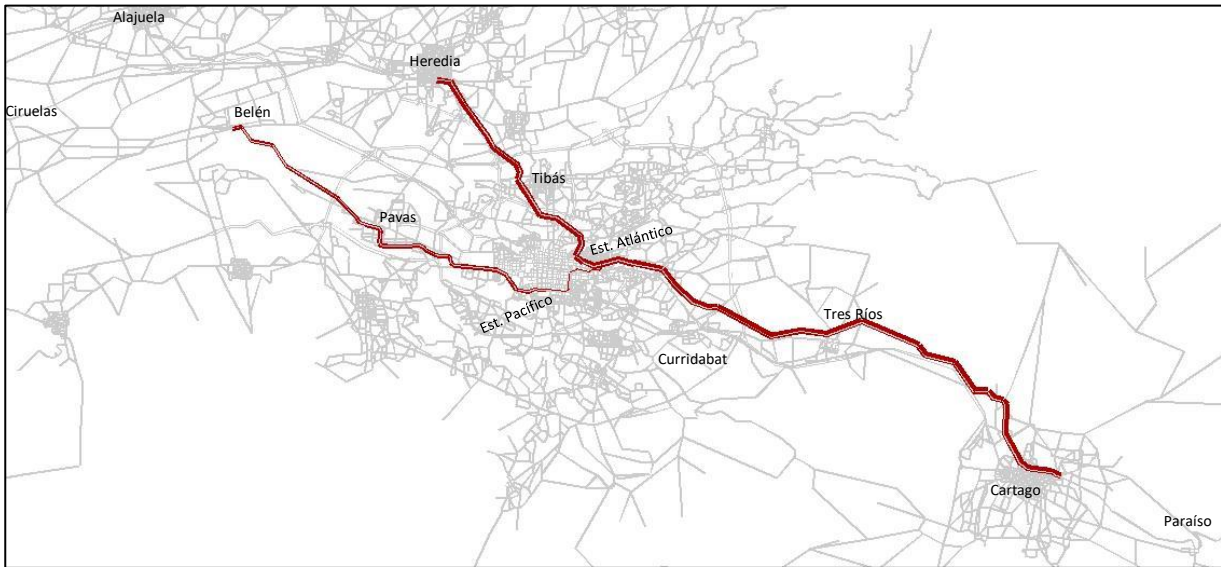 Alajuela
Heredia
Ciruelas
Belén
Tibás
Pavas
Est. Atlántico
Est. Pacífico
Tres Ríos
Curridabat
Cartago
Paraíso